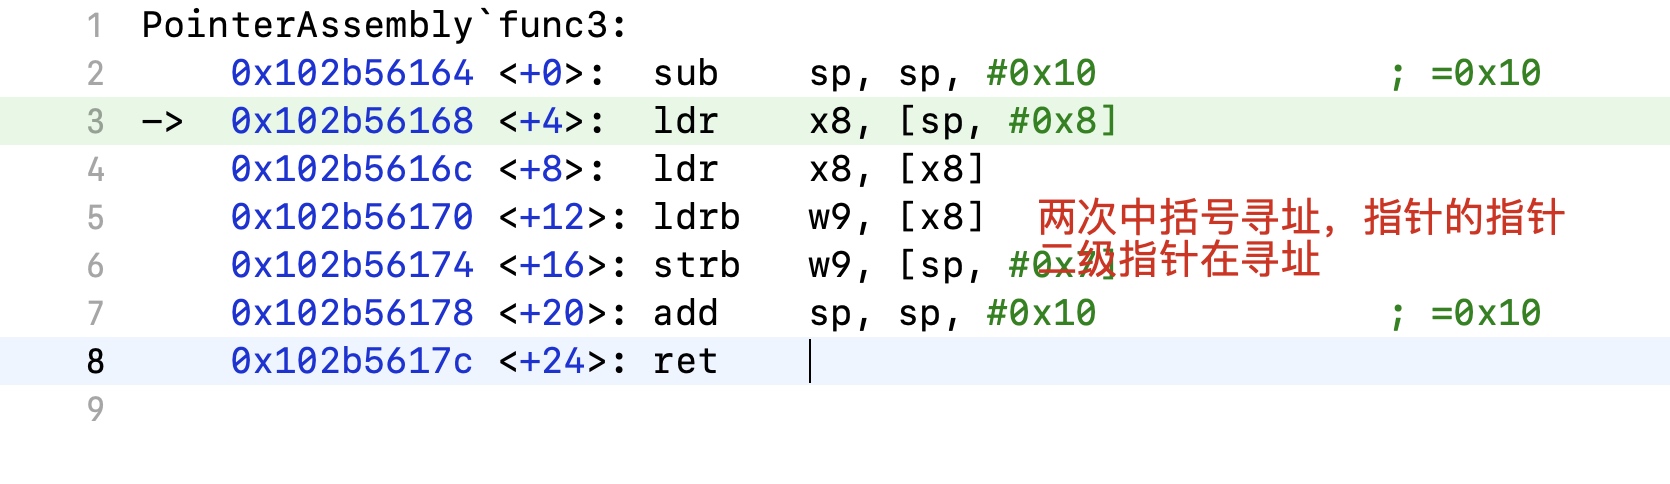 1 PointerAssembly`func3:
2 0x102b56164 <+0>: sub sp, sp, #0x10 ; =0x10
3 -> 0x102b56168 <+4>: ldr x8, [sp, #0x8]
4 0x102b5616c <+8>: ldr x8, [x8]
5 0x102b56170 <+12>: ldrb w9, [x8] 两次中括号寻址，指针的指针
6 0x102b56174 <+16>: strb w9, [sp, #0x7] 二级指针在寻址
7 0x102b56178 <+20>: add sp, sp, #0x10 ; =0x10
8 0x102b5617c <+24>: ret
9